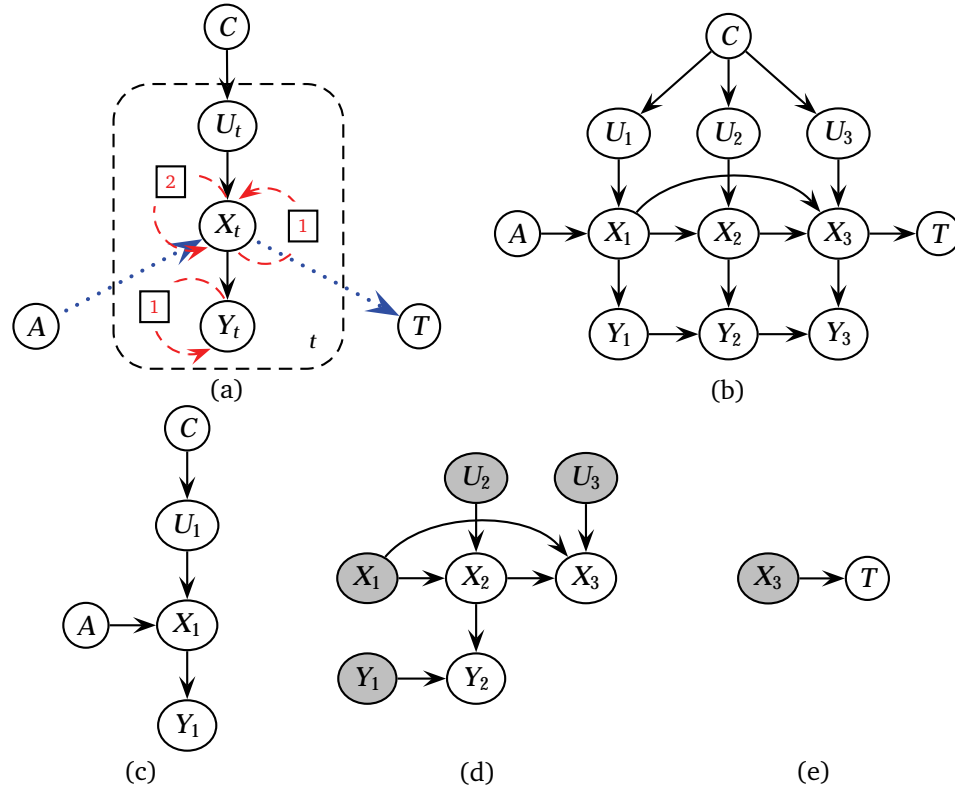 C
U_t
2
X_t
1
A
1
Y_t
t
T
(a)
C
U_1 U_2 U_3
A X_1 X_2 X_3 T
Y_1 Y_2 Y_3
(b)
C
U_1
A X_1
Y_1
(c)
U_2 U_3
X_1 X_2 X_3
Y_1 Y_2
(d)
X_3 T
(e)